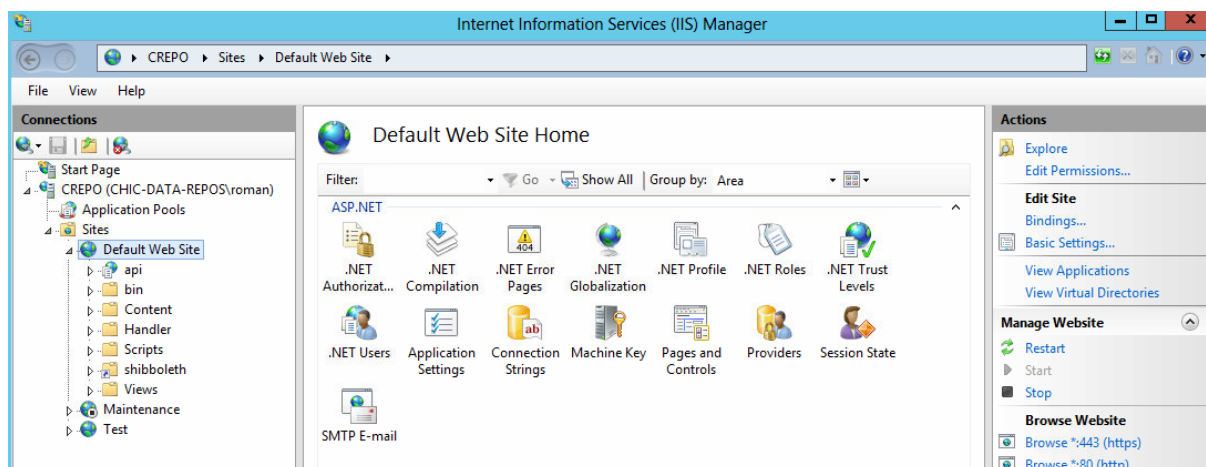 Internet Information Services (IIS) Manager
CREPO Sites Default Web Site
File View Help
Connections
Start Page
CREPO (CHIC-DATA-REPOS\roman)
Application Pools
Sites
Default Web Site
api
bin
Content
Handler
Scripts
shibboleth
Views
Maintenance
Test
Default Web Site Home
Filter: Go Show All Group by: Area
ASP.NET
.NET Authorizat...
.NET Compilation
404
.NET Error Pages
.NET Globalization
.NET Profile
.NET Roles
.NET Trust Levels
.NET Users
Application Settings
ab
Connection Strings
Machine Key
Pages and Controls
Providers
Session State
SMTP E-mail
Actions
Explore
Edit Permissions...
Edit Site
Bindings...
Basic Settings...
View Applications
View Virtual Directories
Manage Website
Restart
Start
Stop
Browse Website
Browse *:443 (https)
Browse *:80 (http)